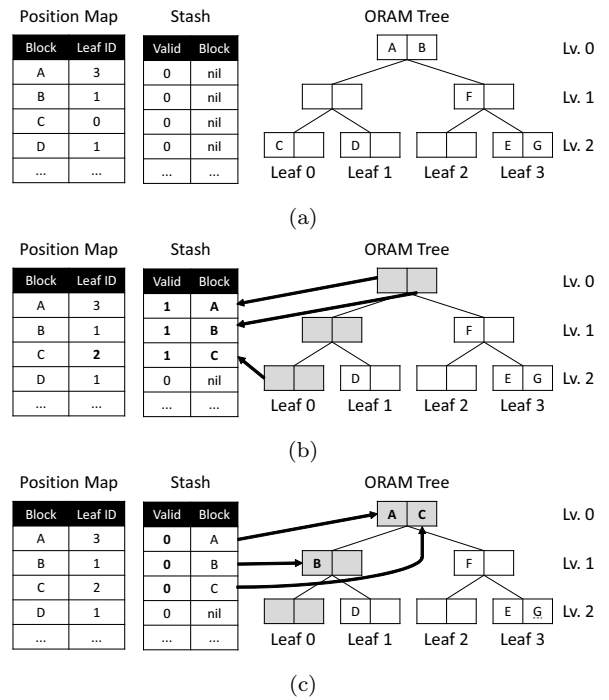 Position Map Stash ORAM Tree
Block Leaf ID Valid Block A B Lv. 0
A 3 0 nil
B 1 0 nil F Lv. 1
C 0 0 nil
D 1 0 nil C D E G Lv. 2
... ... ... ... Leaf 0 Leaf 1 Leaf 2 Leaf 3
(a)
Position Map Stash ORAM Tree
Block Leaf ID Valid Block Lv. 0
A 3 1 A
B 1 1 B F Lv. 1
C 2 1 C
D 1 0 nil D E G Lv. 2
... ... ... ... Leaf 0 Leaf 1 Leaf 2 Leaf 3
(b)
Position Map Stash ORAM Tree
Block Leaf ID Valid Block A C Lv. 0
A 3 0 A
B 1 0 B B F Lv. 1
C 2 0 C
D 1 0 nil D E G Lv. 2
... ... ... ... Leaf 0 Leaf 1 Leaf 2 Leaf 3
(c)